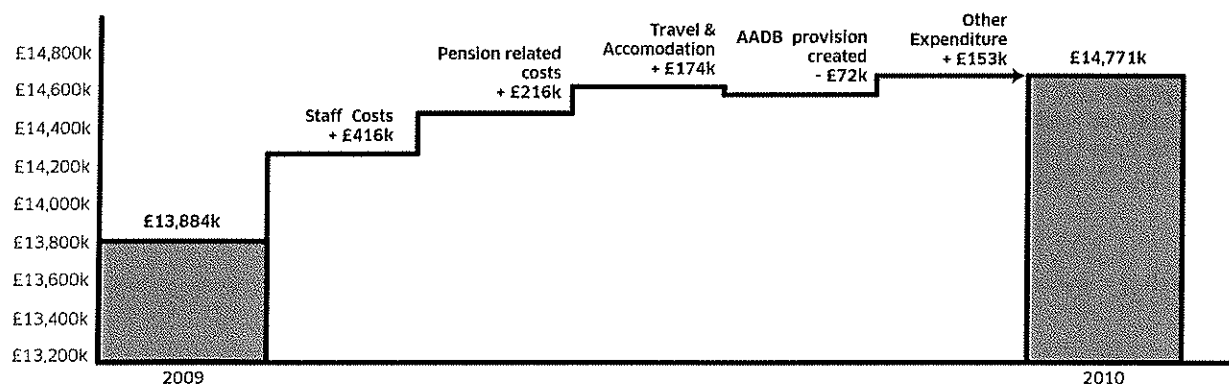 £14,800k
£14,600k
£14,400k
£14,200k
£14,000k
£13,800k
£13,600k
£13,400k
£13,200k
£13,884k
Staff Costs
+ £416k
Pension related
costs
+ £216k
Travel &
Accomodation
+ £174k
AADB provision
created
- £72k
Other
Expenditure
+ £153k
£14,771k
2009
2010